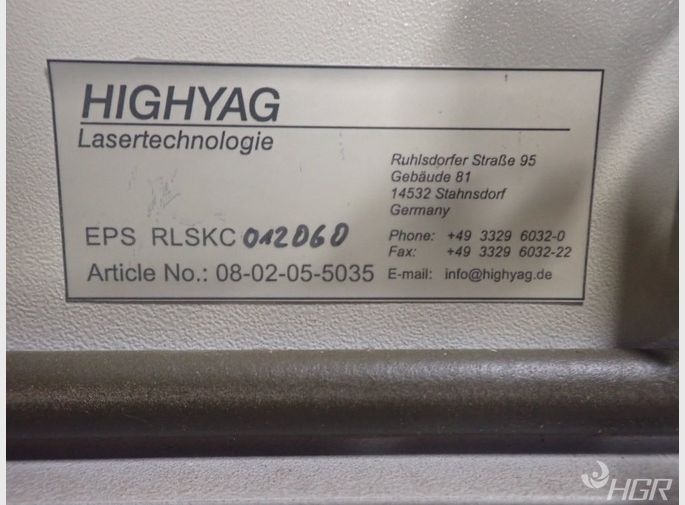 HIGHYAG
Lasertechnologie
Ruhlsdorfer Straße 95
Gebäude 81
14532 Stahnsdorf
Germany
EPS RLSKC 012060
Phone: +49 3329 6032-0
Fax: +49 3329 6032-22
Article No.: 08-02-05-5035
E-mail: info@highyag.de
HGR